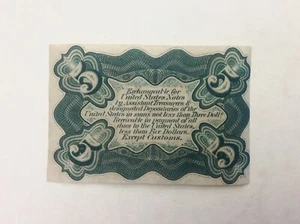 Exchangeable for
United States Notes
by Assistant Treasurers &
designated Depositaries of the
United States in sums not less than Three Doll.s
Receivable in payment of all
dues to the United States,
less than Five Dollars.
Except Customs.
5 5
5 5